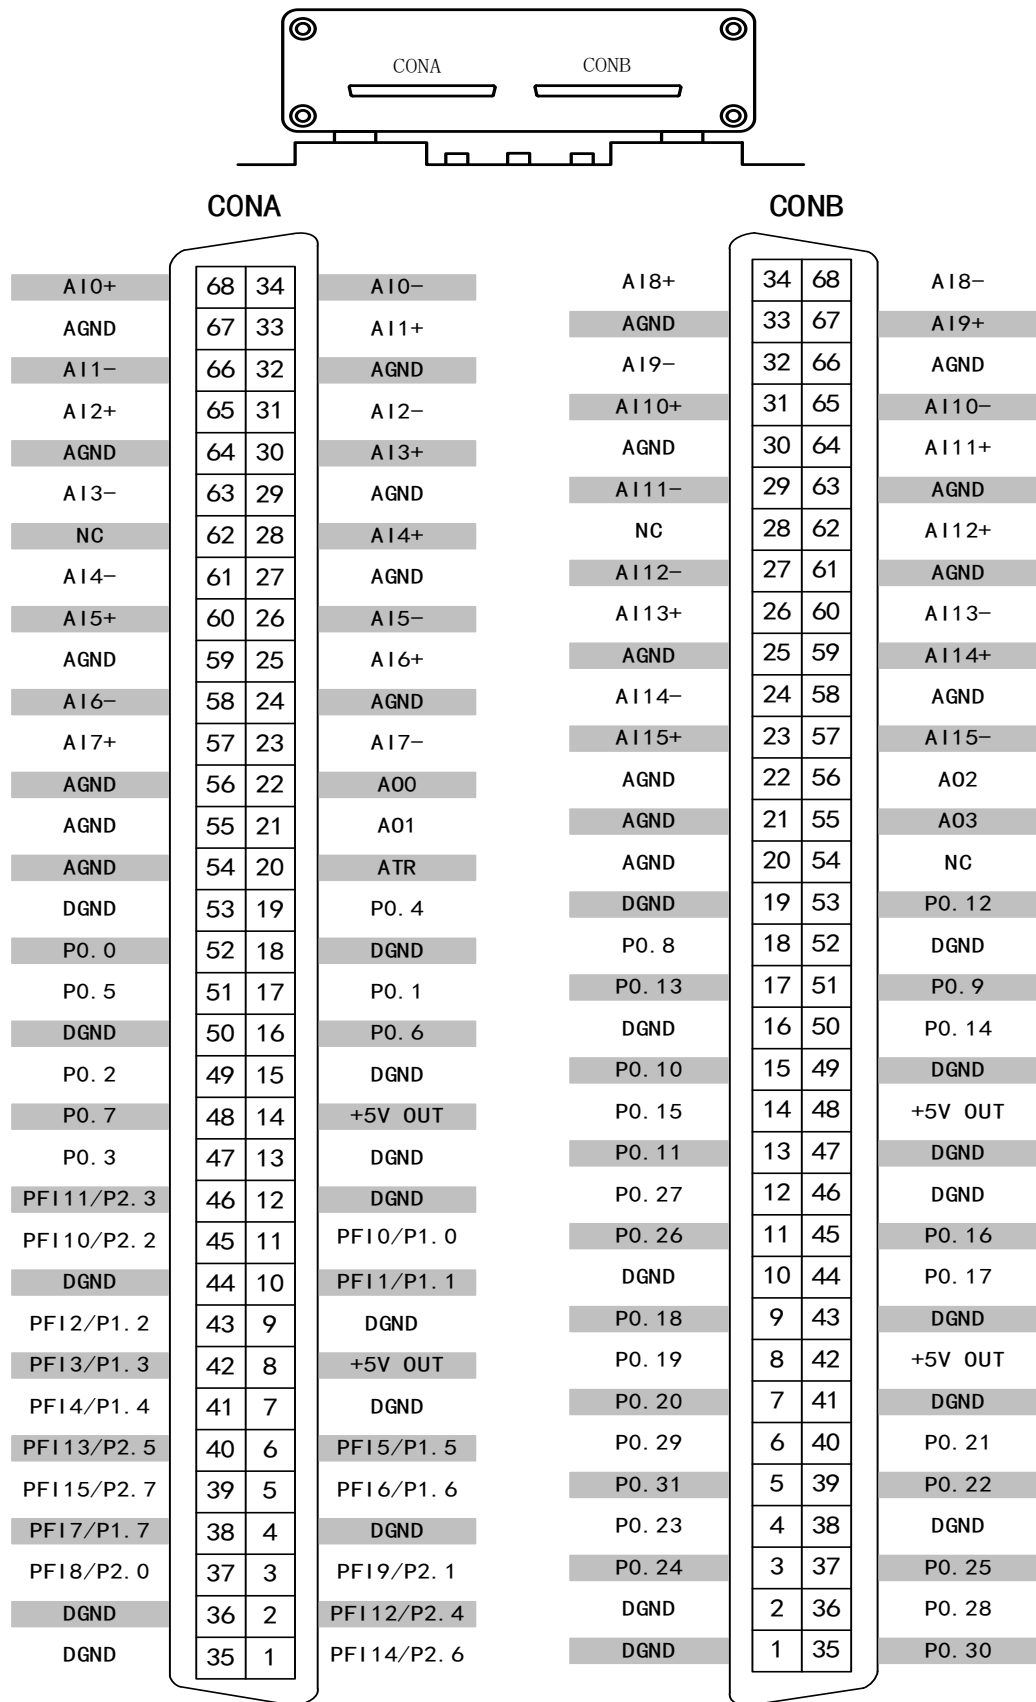 CONA CONB
CONA CONB
AI0+ 68 34 AI0- AI8+ 34 68 AI8-
AGND 67 33 AI1+ AGND 33 67 AI9+
AI1- 66 32 AGND AI9- 32 66 AGND
AI2+ 65 31 AI2- AI10+ 31 65 AI10-
AGND 64 30 AI3+ AGND 30 64 AI11+
AI3- 63 29 AGND AI11- 29 63 AGND
NC 62 28 AI4+ NC 28 62 AI12+
AI4- 61 27 AGND AI12- 27 61 AGND
AI5+ 60 26 AI5- AI13+ 26 60 AI13-
AGND 59 25 AI6+ AGND 25 59 AI14+
AI6- 58 24 AGND AI14- 24 58 AGND
AI7+ 57 23 AI7- AI15+ 23 57 AI15-
AGND 56 22 AO0 AGND 22 56 AO2
AGND 55 21 AO1 AGND 21 55 AO3
AGND 54 20 ATR AGND 20 54 NC
DGND 53 19 P0.4 DGND 19 53 P0.12
P0.0 52 18 DGND P0.8 18 52 DGND
P0.5 51 17 P0.1 P0.13 17 51 P0.9
DGND 50 16 P0.6 DGND 16 50 P0.14
P0.2 49 15 DGND P0.10 15 49 DGND
P0.7 48 14 +5V OUT P0.15 14 48 +5V OUT
P0.3 47 13 DGND P0.11 13 47 DGND
PFI11/P2.3 46 12 DGND P0.27 12 46 DGND
PFI10/P2.2 45 11 PFI0/P1.0 P0.26 11 45 P0.16
DGND 44 10 PFI1/P1.1 DGND 10 44 P0.17
PFI2/P1.2 43 9 DGND P0.18 9 43 DGND
PFI3/P1.3 42 8 +5V OUT P0.19 8 42 +5V OUT
PFI4/P1.4 41 7 DGND P0.20 7 41 DGND
PFI13/P2.5 40 6 PFI5/P1.5 P0.29 6 40 P0.21
PFI15/P2.7 39 5 PFI6/P1.6 P0.31 5 39 P0.22
PFI7/P1.7 38 4 DGND P0.23 4 38 DGND
PFI8/P2.0 37 3 PFI9/P2.1 P0.24 3 37 P0.25
DGND 36 2 PFI12/P2.4 DGND 2 36 P0.28
DGND 35 1 PFI14/P2.6 DGND 1 35 P0.30